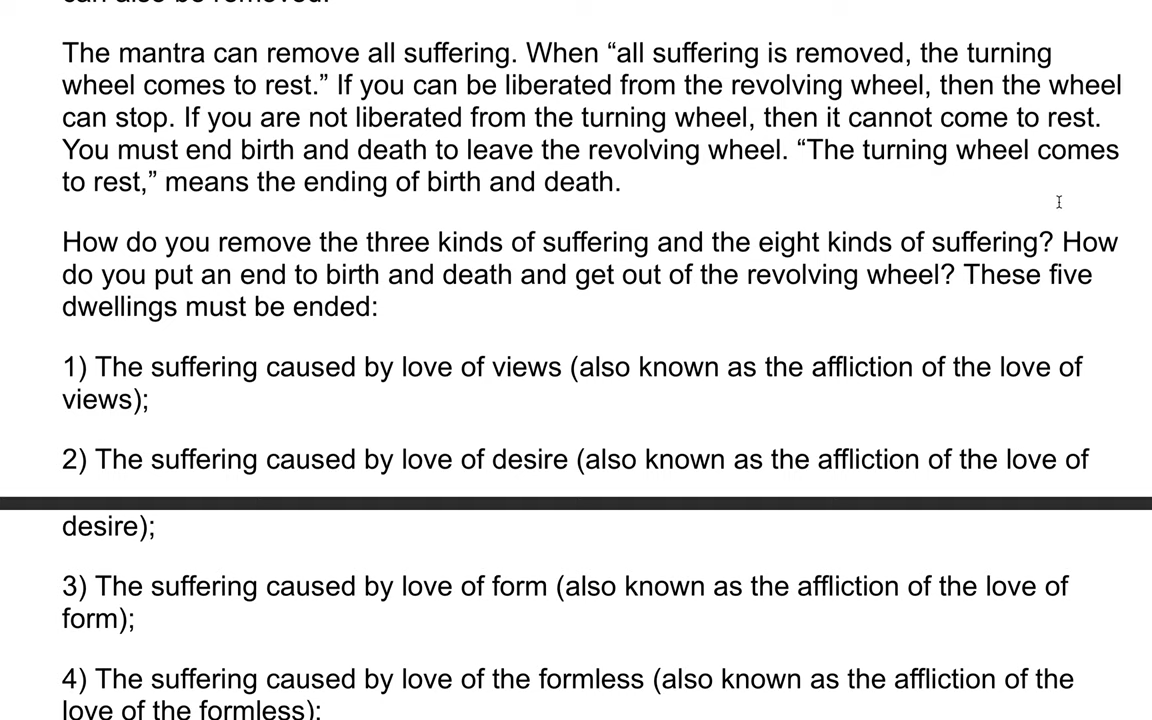 can also be removed.
The mantra can remove all suffering. When “all suffering is removed, the turning
wheel comes to rest.” If you can be liberated from the revolving wheel, then the wheel
can stop. If you are not liberated from the turning wheel, then it cannot come to rest.
You must end birth and death to leave the revolving wheel. “The turning wheel comes
to rest,” means the ending of birth and death.
How do you remove the three kinds of suffering and the eight kinds of suffering? How
do you put an end to birth and death and get out of the revolving wheel? These five
dwellings must be ended:
1) The suffering caused by love of views (also known as the affliction of the love of
views);
2) The suffering caused by love of desire (also known as the affliction of the love of
desire);
3) The suffering caused by love of form (also known as the affliction of the love of
form);
4) The suffering caused by love of the formless (also known as the affliction of the
love of the formless);